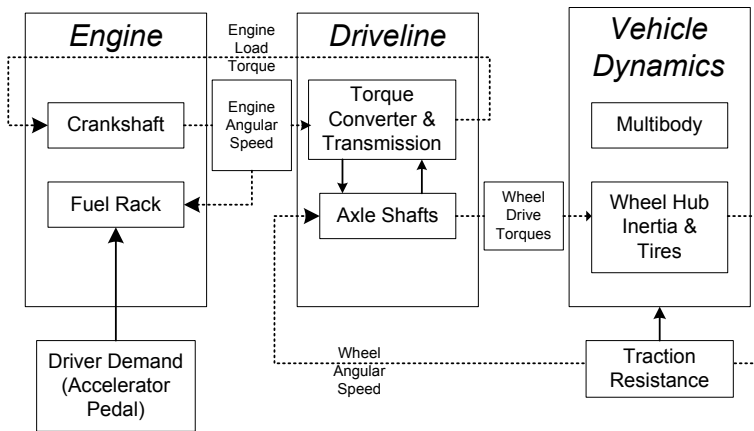 Engine
Engine
Load
Torque
Driveline
Vehicle
Dynamics
Crankshaft
Engine
Angular
Speed
Torque
Converter &
Transmission
Multibody
Fuel Rack
Axle Shafts
Wheel
Drive
Torques
Wheel Hub
Inertia &
Tires
Driver Demand
(Accelerator
Pedal)
Wheel
Angular
Speed
Traction
Resistance